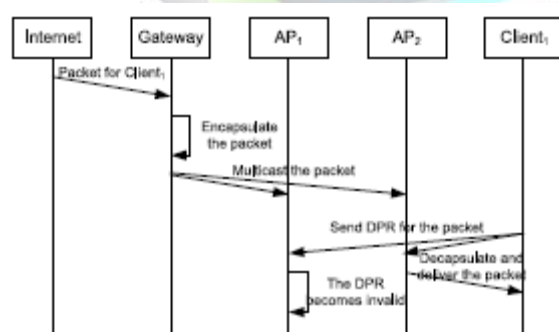 Internet
Gateway
AP₁
AP₂
Client₁
Packet for Client₁
Encapsulate
the packet
Multicast the packet
Send DPR for the packet
Decapsulate and
deliver the packet
The DPR
becomes invalid